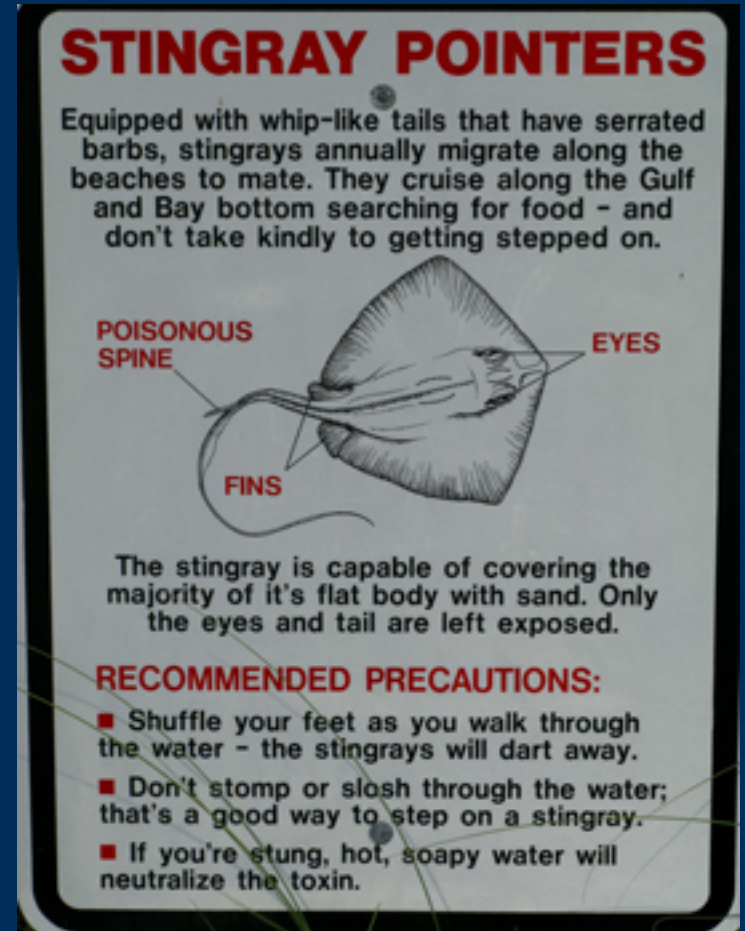 STINGRAY POINTERS
Equipped with whip-like tails that have serrated
barbs, stingrays annually migrate along the
beaches to mate. They cruise along the Gulf
and Bay bottom searching for food - and
don't take kindly to getting stepped on.
POISONOUS
SPINE
EYES
FINS
The stingray is capable of covering the
majority of it's flat body with sand. Only
the eyes and tail are left exposed.
RECOMMENDED PRECAUTIONS:
■ Shuffle your feet as you walk through
the water - the stingrays will dart away.
■ Don't stomp or slosh through the water;
that's a good way to step on a stingray.
■ If you're stung, hot, soapy water will
neutralize the toxin.